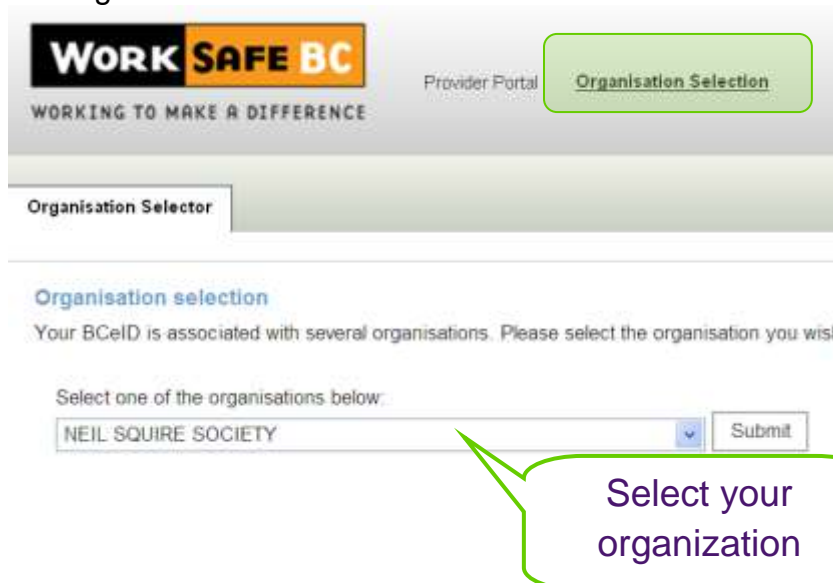 WORK SAFE BC
WORKING TO MAKE A DIFFERENCE
Provider Portal Organisation Selection
Organisation Selector
Organisation selection
Your BCeID is associated with several organisations. Please select the organisation you
Select one of the organisations below:
NEIL SQUIRE SOCIETY Submit
Select your
organization